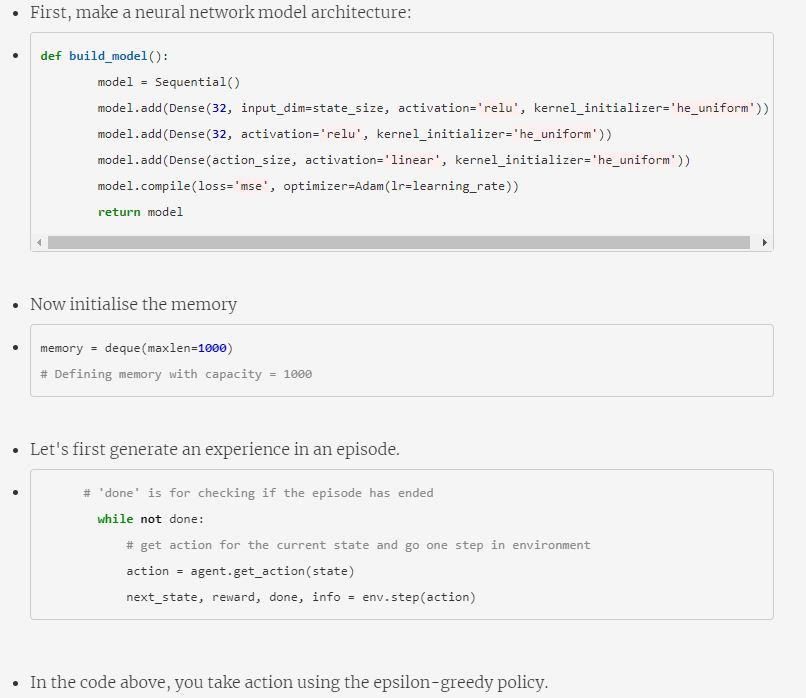 First, make a neural network model architecture:
def build_model():
model = Sequential()
model.add(Dense(32, input_dim=state_size, activation='relu', kernel_initializer='he_uniform'))
model.add(Dense(32, activation='relu', kernel_initializer='he_uniform'))
model.add(Dense(action_size, activation='linear', kernel_initializer='he_uniform'))
model.compile(loss='mse', optimizer=Adam(lr=learning_rate))
return model
Now initialise the memory
memory = deque(maxlen=1000)
# Defining memory with capacity = 1000
Let's first generate an experience in an episode.
# 'done' is for checking if the episode has ended
while not done:
# get action for the current state and go one step in environment
action = agent.get_action(state)
next_state, reward, done, info = env.step(action)
In the code above, you take action using the epsilon-greedy policy.